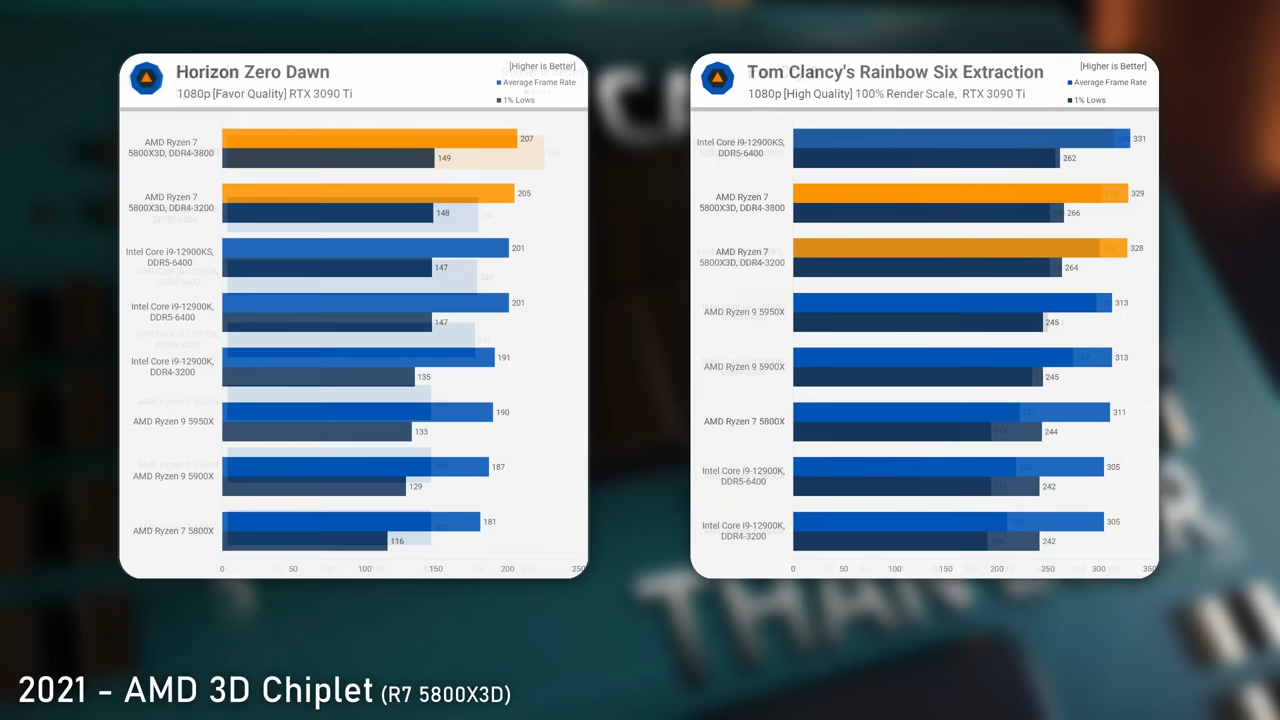 Horizon Zero Dawn
1080p [Favor Quality] RTX 3090 Ti
[Higher is Better]
Average Frame Rate
1% Lows
AMD Ryzen 7
5800X3D, DDR4-3800
207
149
AMD Ryzen 7
5800X3D, DDR4-3200
205
148
Intel Core i9-12900KS,
DDR5-6400
201
147
Intel Core i9-12900K,
DDR5-6400
201
147
Intel Core i9-12900K,
DDR4-3200
191
135
AMD Ryzen 9 5950X
190
133
AMD Ryzen 9 5900X
187
129
AMD Ryzen 7 5800X
181
116
0 50 100 150 200 250
Tom Clancy's Rainbow Six Extraction
1080p [High Quality] 100% Render Scale, RTX 3090 Ti
[Higher is Better]
Average Frame Rate
1% Lows
Intel Core i9-12900KS,
DDR5-6400
331
262
AMD Ryzen 7
5800X3D, DDR4-3800
329
266
AMD Ryzen 7
5800X3D, DDR4-3200
328
264
AMD Ryzen 9 5950X
313
245
AMD Ryzen 9 5900X
313
245
AMD Ryzen 7 5800X
311
244
Intel Core i9-12900K,
DDR5-6400
305
242
Intel Core i9-12900K,
DDR4-3200
305
242
0 50 100 150 200 250 300 350
2021 - AMD 3D Chiplet (R7 5800X3D)